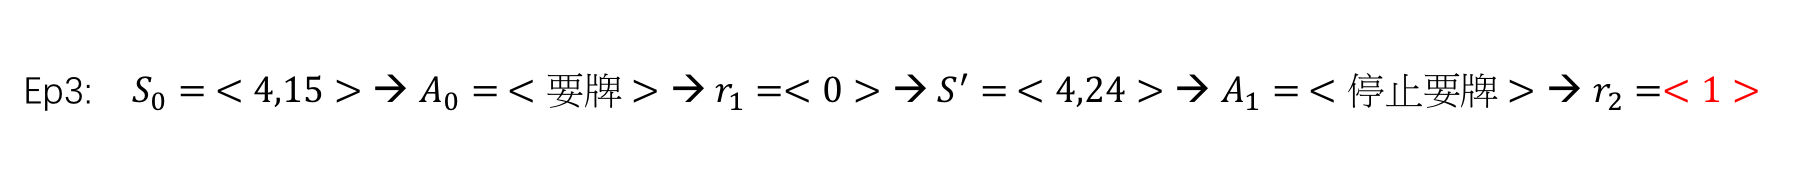 Ep3: S₀ = < 4,15 > → A₀ = < 要牌 > → r₁ =< 0 > → S′ = < 4,24 > → A₁ = < 停止要牌 > → r₂ =< 1 >